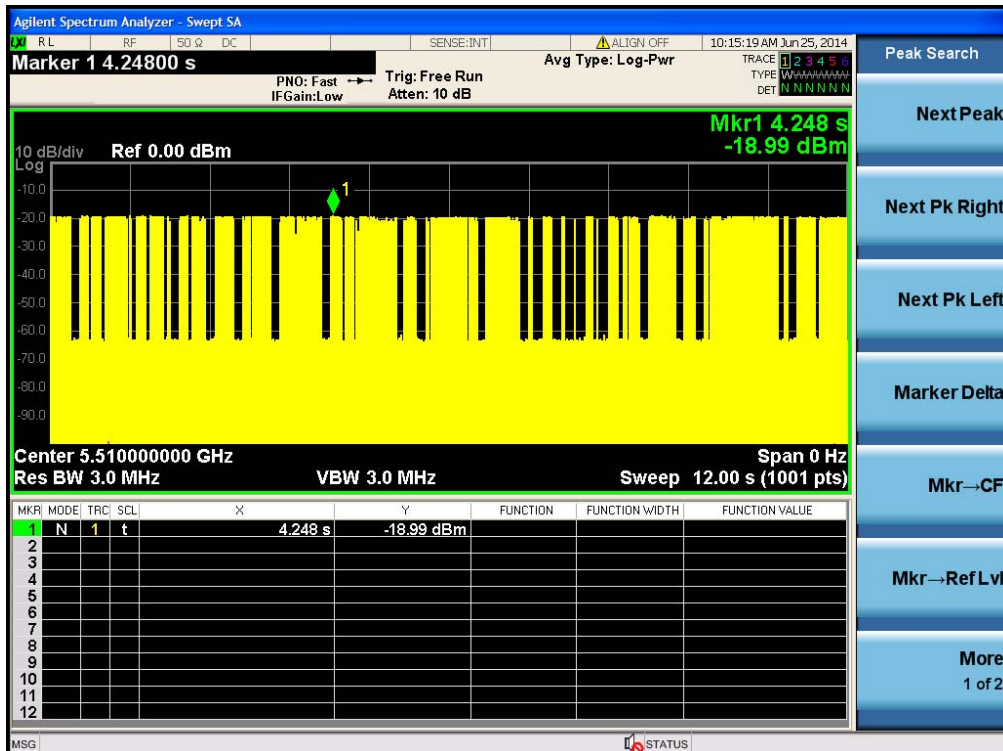 Agilent Spectrum Analyzer - Swept SA
LXI RL RF 50 Ω DC SENSE:INT ALIGN OFF 10:15:19 AM Jun 25, 2014
Marker 1 4.24800 s
PNO: Fast
IFGain:Low
Trig: Free Run
Atten: 10 dB
Avg Type: Log-Pwr
TRACE 1 2 3 4 5 6
TYPE WWWWWW
DET N N N N N N
Mkr1 4.248 s
-18.99 dBm
10 dB/div Ref 0.00 dBm
Log
-10.0
1
-20.0
-30.0
-40.0
-50.0
-60.0
-70.0
-80.0
-90.0
Center 5.510000000 GHz Span 0 Hz
Res BW 3.0 MHz VBW 3.0 MHz Sweep 12.00 s (1001 pts)
MKR MODE TRC SCL X Y FUNCTION FUNCTION WIDTH FUNCTION VALUE
1 N 1 t 4.248 s -18.99 dBm
2
3
4
5
6
7
8
9
10
11
12
MSG STATUS
Peak Search
Next Peak
Next Pk Right
Next Pk Left
Marker Delta
Mkr→CF
Mkr→Ref Lvl
More
1 of 2